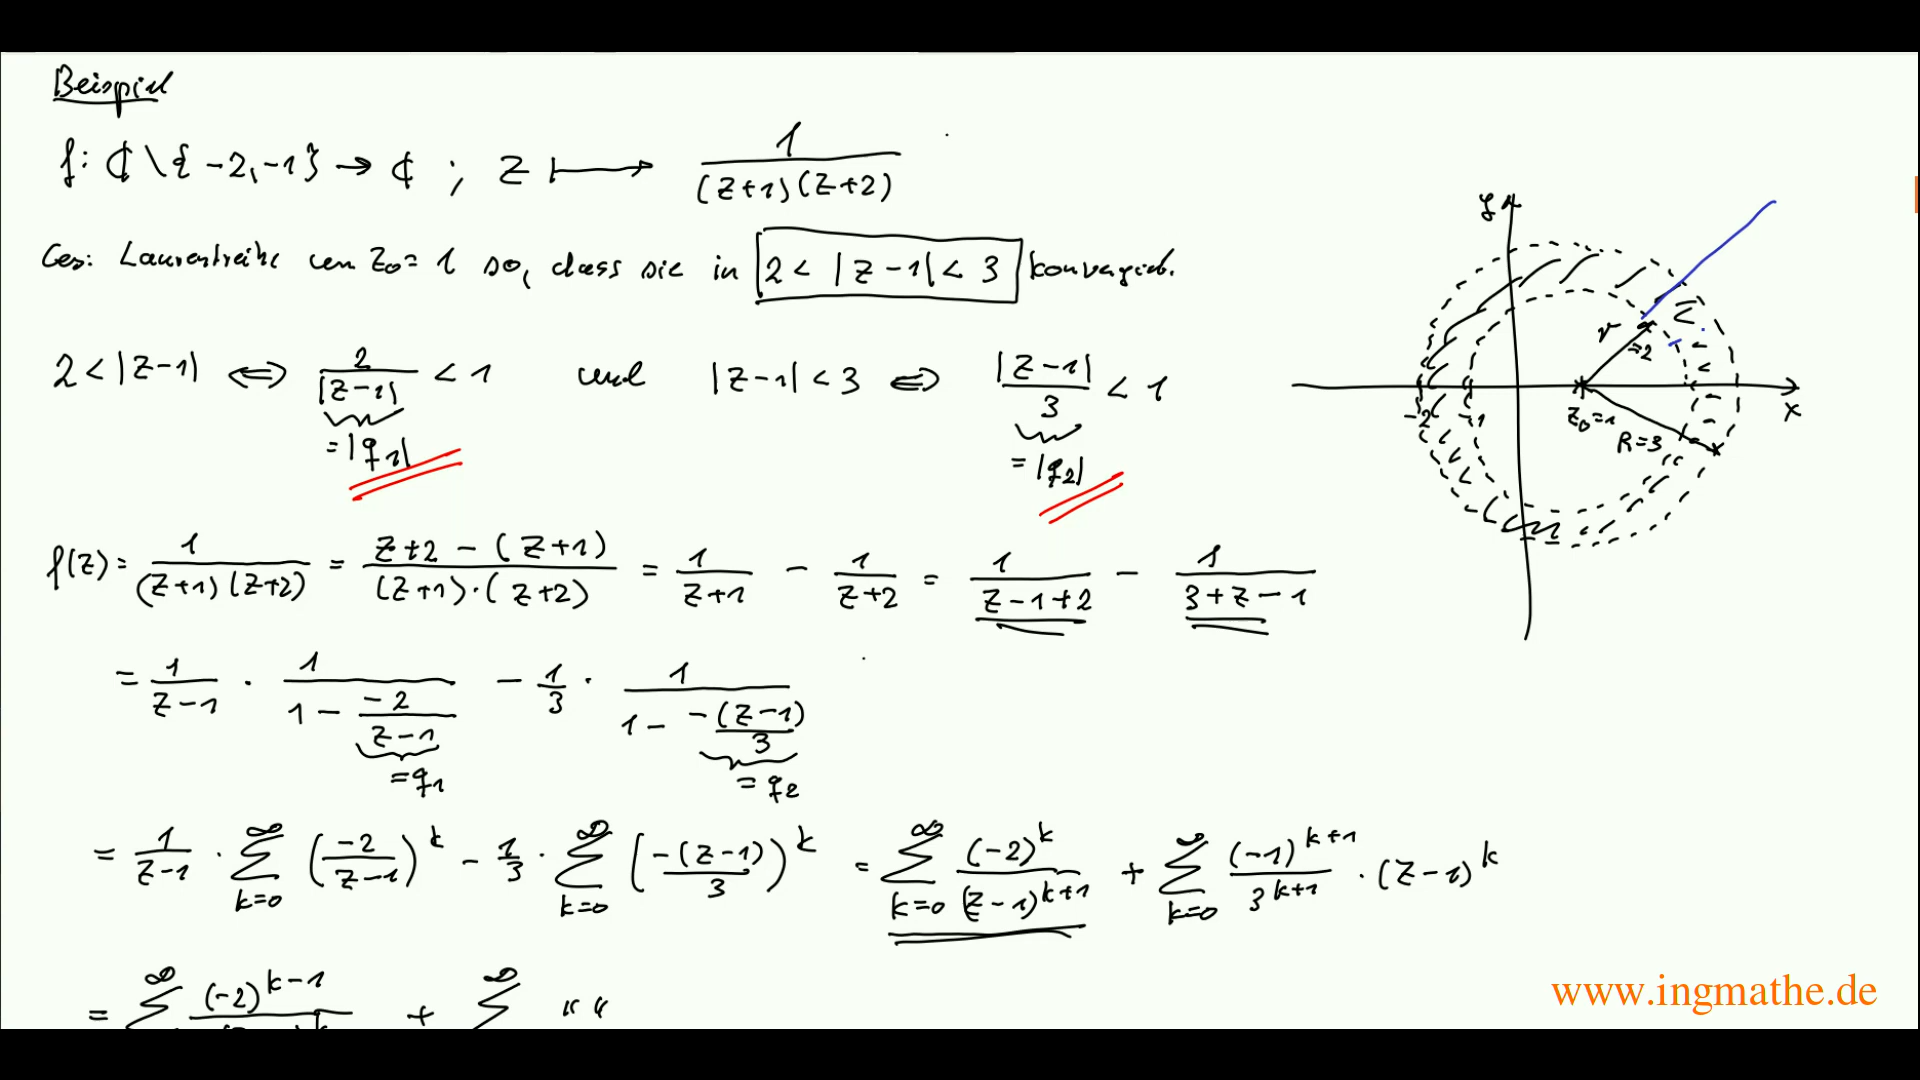 Beispiel
f: ℂ \ { -2, -1 } → ℂ ; z ↦ 1/((z+1)(z+2))
Ges: Laurentreihe um z₀ = 1 so, dass sie in 2 < |z-1| < 3 konvergiert.
2 < |z-1| ⟺ 2/|z-1| < 1 und |z-1| < 3 ⟺ |z-1|/3 < 1
= |q₁| = |q₂|
f(z) = 1/((z+1)(z+2)) = (z+2-(z+1))/((z+1)·(z+2)) = 1/(z+1) - 1/(z+2) = 1/(z-1+2) - 1/(3+z-1)
= 1/(z-1) · 1/(1 - (-2)/(z-1)) - 1/3 · 1/(1 - (-(z-1))/3)
= q₁ = q₂
= 1/(z-1) · ∑_{k=0}^{∞} (-2/(z-1))^k - 1/3 · ∑_{k=0}^{∞} (-(z-1)/3)^k = ∑_{k=0}^{∞} (-2)^k/(z-1)^{k+1} + ∑_{k=0}^{∞} (-1)^{k+1}/3^{k+1} · (z-1)^k
= ∑^{∞} (-2)^{k-1} + ∑^{∞} " "
y
r = 2
-2 -1 z₀=1 x
R=3
www.ingmathe.de